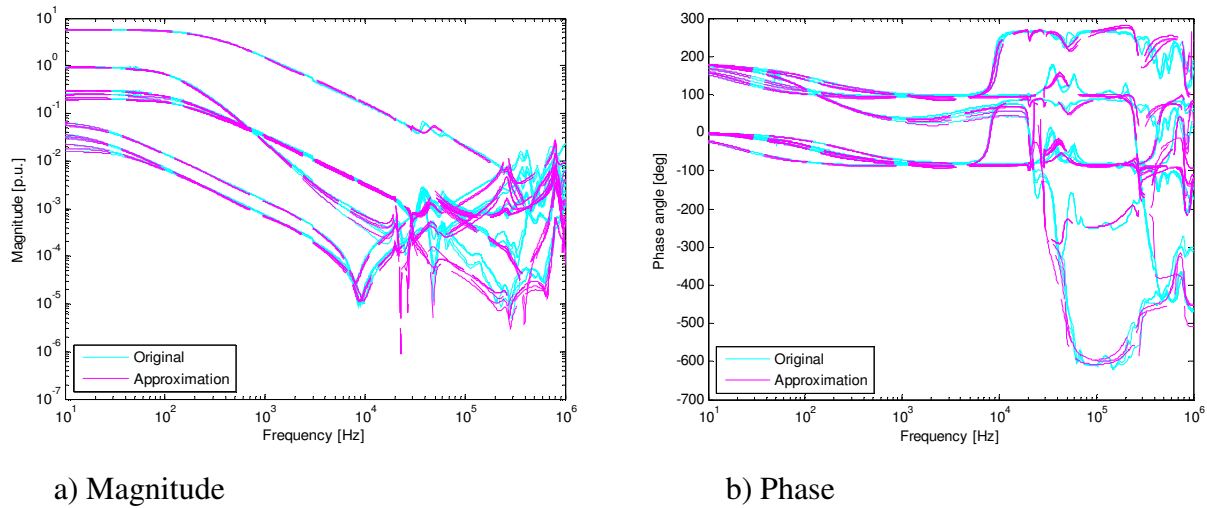 10^1
10^0
10^-1
10^-2
10^-3
10^-4
10^-5
10^-6
10^-7
Magnitude [p.u.]
Original
Approximation
10^1 10^2 10^3 10^4 10^5 10^6
Frequency [Hz]
300
200
100
0
-100
-200
-300
-400
-500
-600
-700
Phase angle [deg]
Original
Approximation
10^1 10^2 10^3 10^4 10^5 10^6
Frequency [Hz]
a) Magnitude
b) Phase